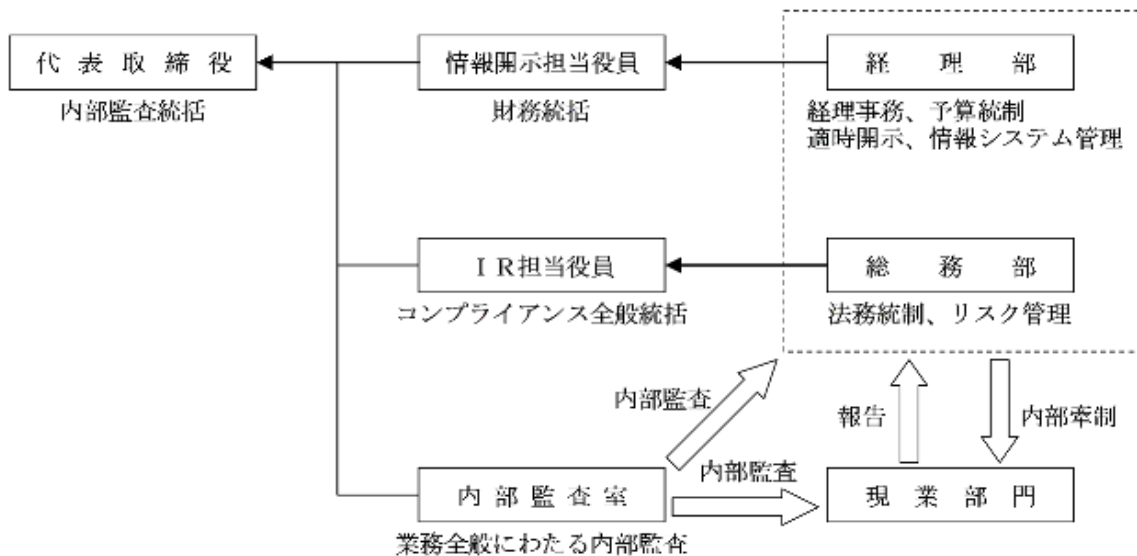 代表取締役
内部監査統括
情報開示担当役員
財務統括
経理部
経理事務、予算統制
適時開示、情報システム管理
ＩＲ担当役員
コンプライアンス全般統括
総務部
法務統制、リスク管理
内部監査
報告
内部牽制
内部監査
内部監査室
業務全般にわたる内部監査
現業部門